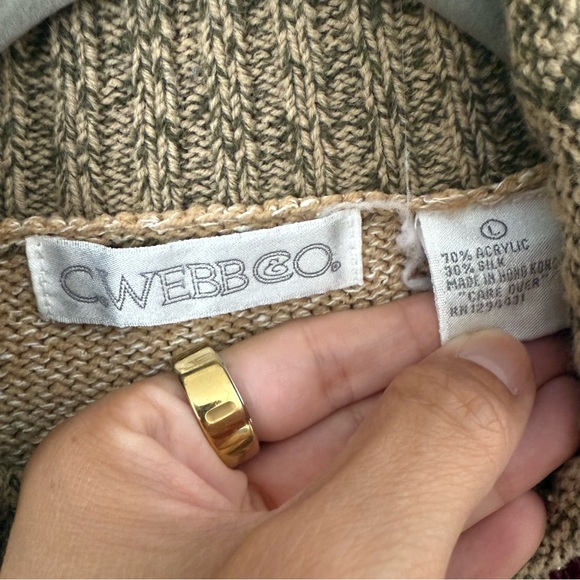 C.WEBB&CO.
L
70% ACRYLIC
30% SILK
MADE IN HONG KONG
"CARE OVER"